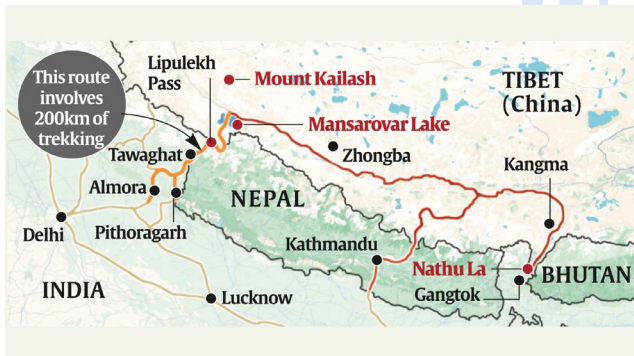 This route
involves
200km of
trekking
Lipulekh
Pass
Mount Kailash
TIBET
(China)
Mansarovar Lake
Tawaghat
Zhongba
Kangma
Almora
NEPAL
Delhi
Pithoragarh
Kathmandu
Nathu La
BHUTAN
INDIA
Lucknow
Gangtok